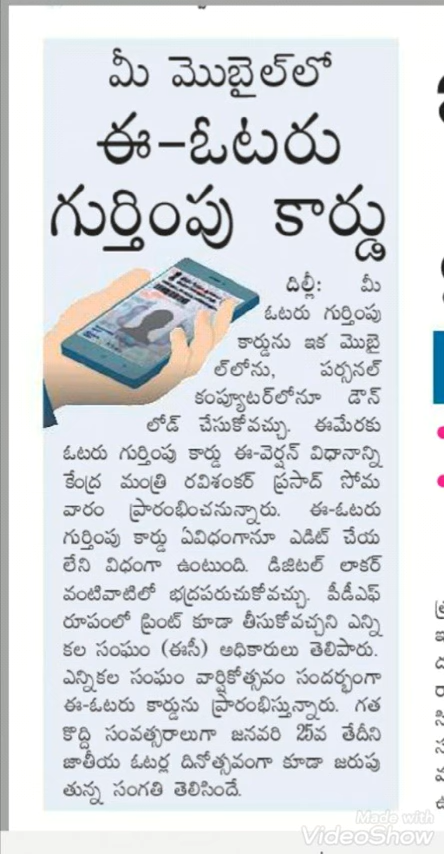 మీ మొబైల్‌లో
ఈ-ఓటరు
గుర్తింపు కార్డు
దిల్లీ: మీ
ఓటరు గుర్తింపు
కార్డును ఇక మొబై
ల్‌లోను, పర్సనల్
కంప్యూటర్‌లోనూ డౌన్
లోడ్ చేసుకోవచ్చు. ఈమేరకు
ఓటరు గుర్తింపు కార్డు ఈ-వెర్షన్ విధానాన్ని
కేంద్ర మంత్రి రవిశంకర్ ప్రసాద్ సోమ
వారం ప్రారంభించనున్నారు. ఈ-ఓటరు
గుర్తింపు కార్డు ఏవిధంగానూ ఎడిట్ చేయ
లేని విధంగా ఉంటుంది. డిజిటల్ లాకర్
వంటివాటిలో భద్రపరుచుకోవచ్చు. పీడీఎఫ్
రూపంలో ప్రింట్ కూడా తీసుకోవచ్చని ఎన్ని
కల సంఘం (ఈసీ) అధికారులు తెలిపారు.
ఎన్నికల సంఘం వార్షికోత్సవం సందర్భంగా
ఈ-ఓటరు కార్డును ప్రారంభిస్తున్నారు. గత
కొద్ది సంవత్సరాలుగా జనవరి 25వ తేదీని
జాతీయ ఓటర్ల దినోత్సవంగా కూడా జరుపు
తున్న సంగతి తెలిసిందే.
Made with
VideoShow